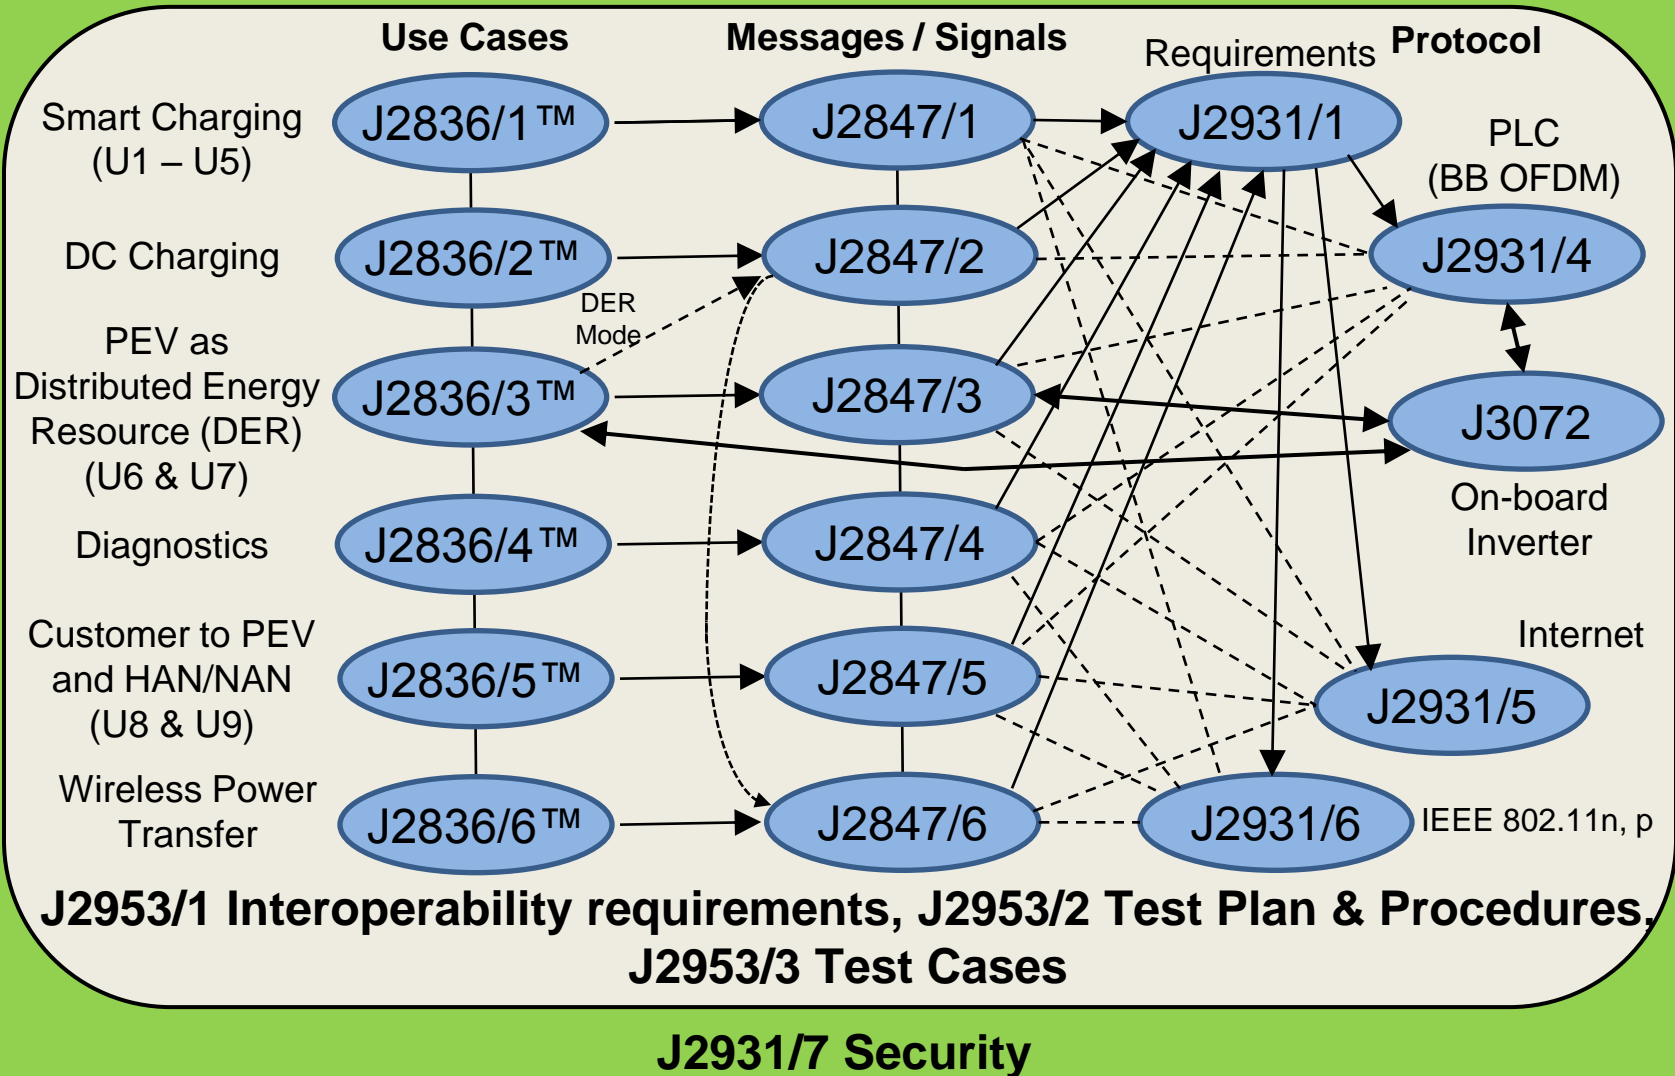 Use Cases
Messages / Signals
Requirements
Protocol
Smart Charging
(U1 – U5)
J2836/1™
J2847/1
J2931/1
PLC
(BB OFDM)
DC Charging
J2836/2™
J2847/2
J2931/4
DER
Mode
PEV as
Distributed Energy
Resource (DER)
(U6 & U7)
J2836/3™
J2847/3
J3072
On-board
Inverter
Diagnostics
J2836/4™
J2847/4
Customer to PEV
and HAN/NAN
(U8 & U9)
J2836/5™
J2847/5
Internet
J2931/5
Wireless Power
Transfer
J2836/6™
J2847/6
J2931/6
IEEE 802.11n, p
J2953/1 Interoperability requirements, J2953/2 Test Plan & Procedures,
J2953/3 Test Cases
J2931/7 Security